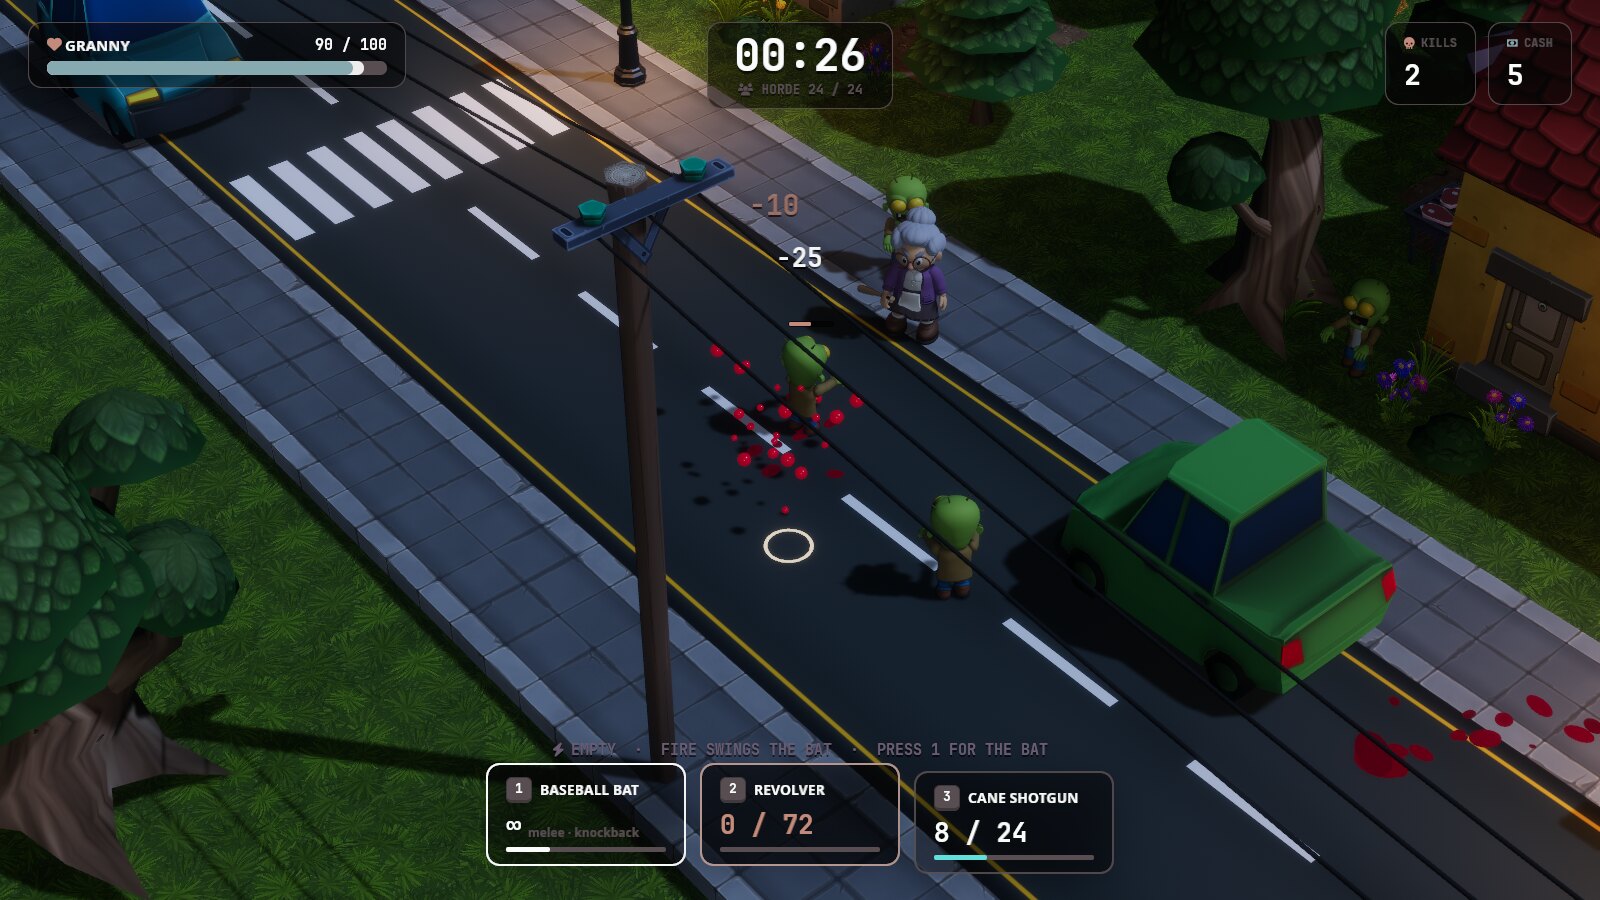 GRANNY 90 / 100
00:26
HORDE 24 / 24
KILLS
2
CASH
5
-10
-25
EMPTY · FIRE SWINGS THE BAT · PRESS 1 FOR THE BAT
1 BASEBALL BAT
∞ melee · knockback
2 REVOLVER
0 / 72
3 CANE SHOTGUN
8 / 24